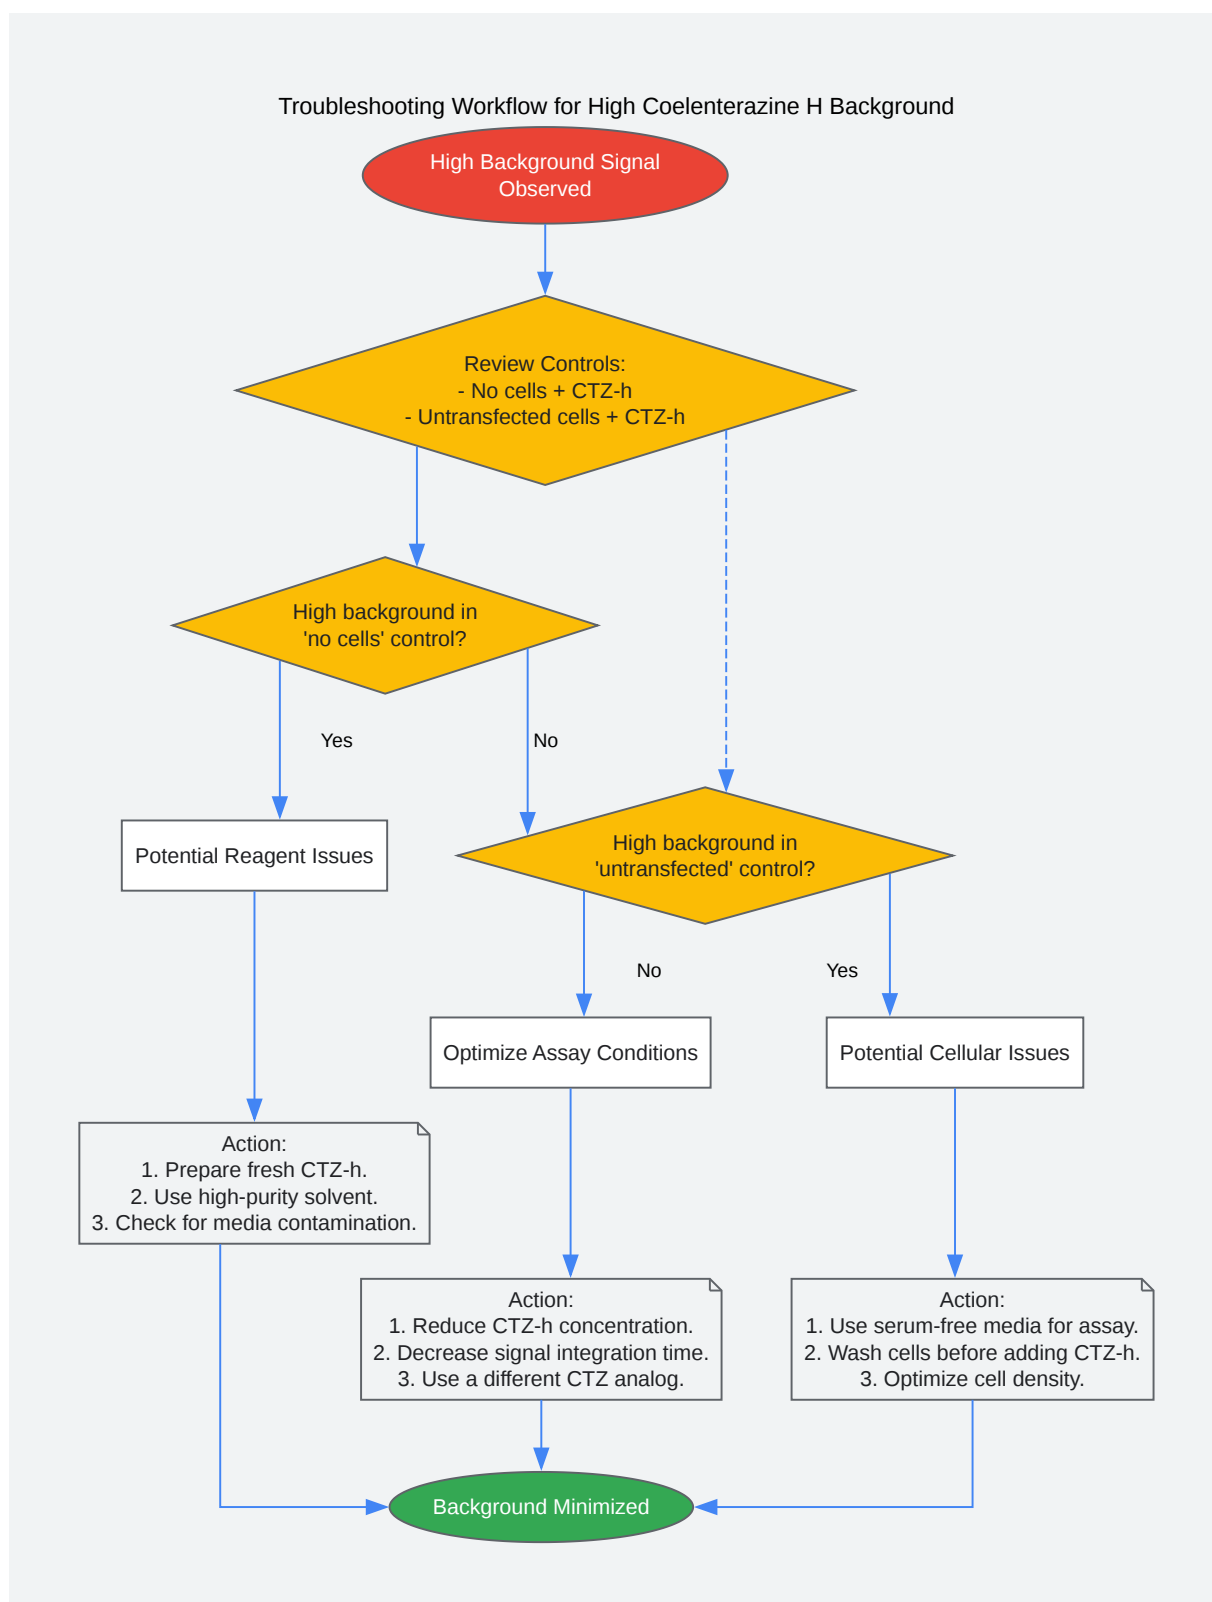 Troubleshooting Workflow for High Coelenterazine H Background
High Background Signal
Observed
Review Controls:
- No cells + CTZ-h
- Untransfected cells + CTZ-h
High background in
'no cells' control?
Yes
No
Potential Reagent Issues
High background in
'untransfected' control?
No
Yes
Optimize Assay Conditions
Potential Cellular Issues
Action:
1. Prepare fresh CTZ-h.
2. Use high-purity solvent.
3. Check for media contamination.
Action:
1. Reduce CTZ-h concentration.
2. Decrease signal integration time.
3. Use a different CTZ analog.
Action:
1. Use serum-free media for assay.
2. Wash cells before adding CTZ-h.
3. Optimize cell density.
Background Minimized